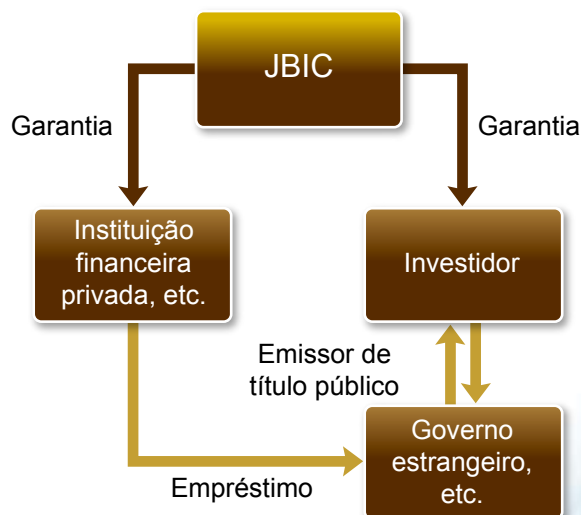 JBIC
Garantia
Garantia
Instituição
financeira
privada, etc.
Investidor
Emissor de
título público
Governo
estrangeiro,
etc.
Empréstimo